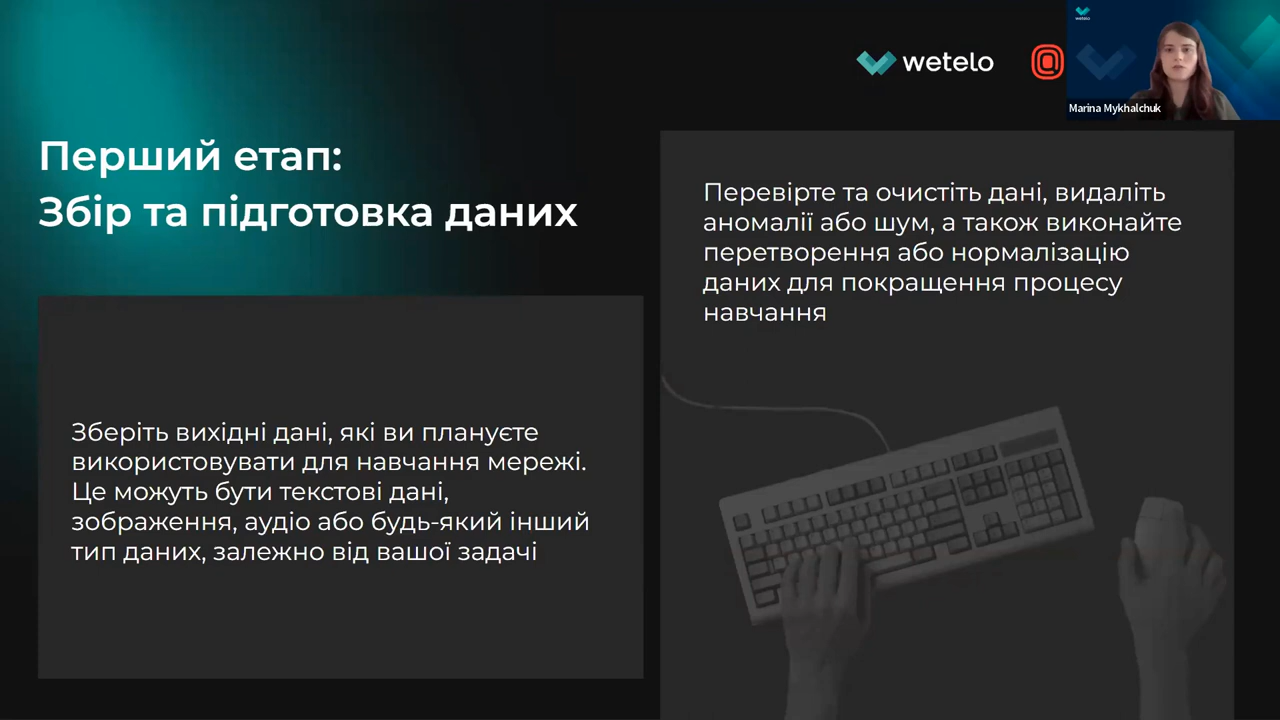 wetelo
wetelo
Marina Mykhalchuk
Перший етап:
Збір та підготовка даних
Зберіть вихідні дані, які ви плануєте
використовувати для навчання мережі.
Це можуть бути текстові дані,
зображення, аудіо або будь-який інший
тип даних, залежно від вашої задачі
Перевірте та очистіть дані, видаліть
аномалії або шум, а також виконайте
перетворення або нормалізацію
даних для покращення процесу
навчання